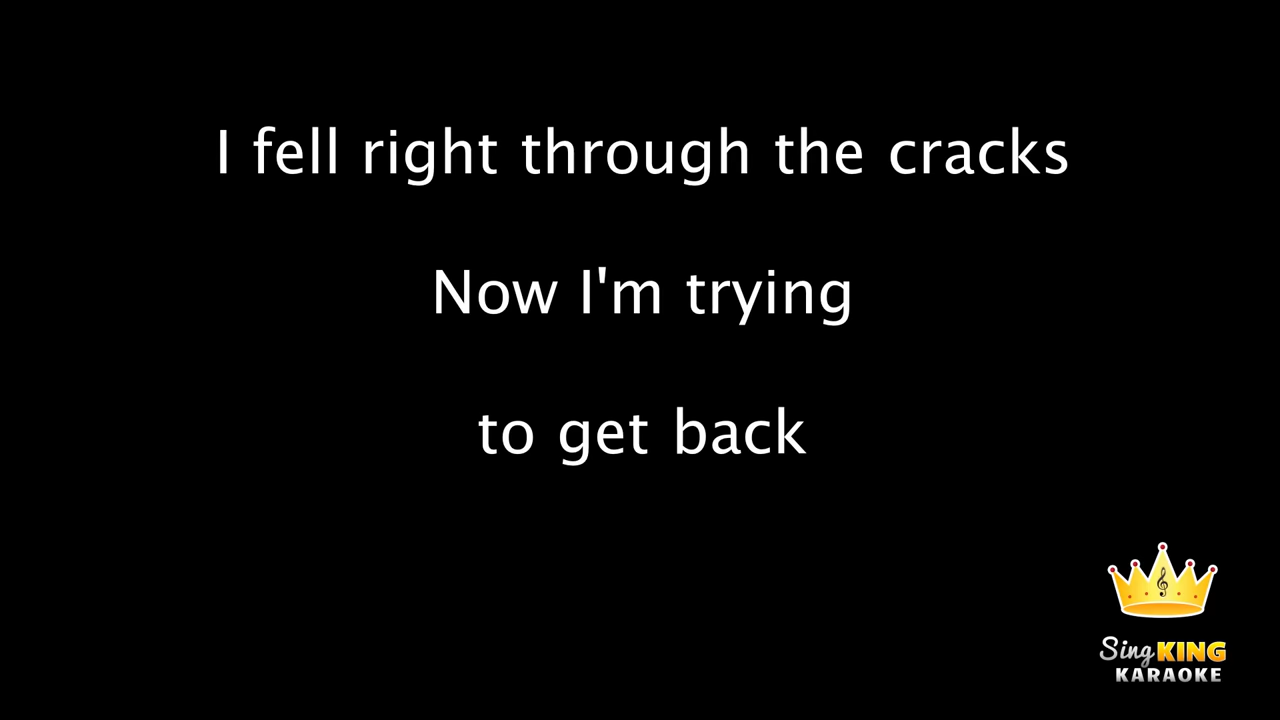 I fell right through the cracks
Now I'm trying
to get back
Sing KING
KARAOKE